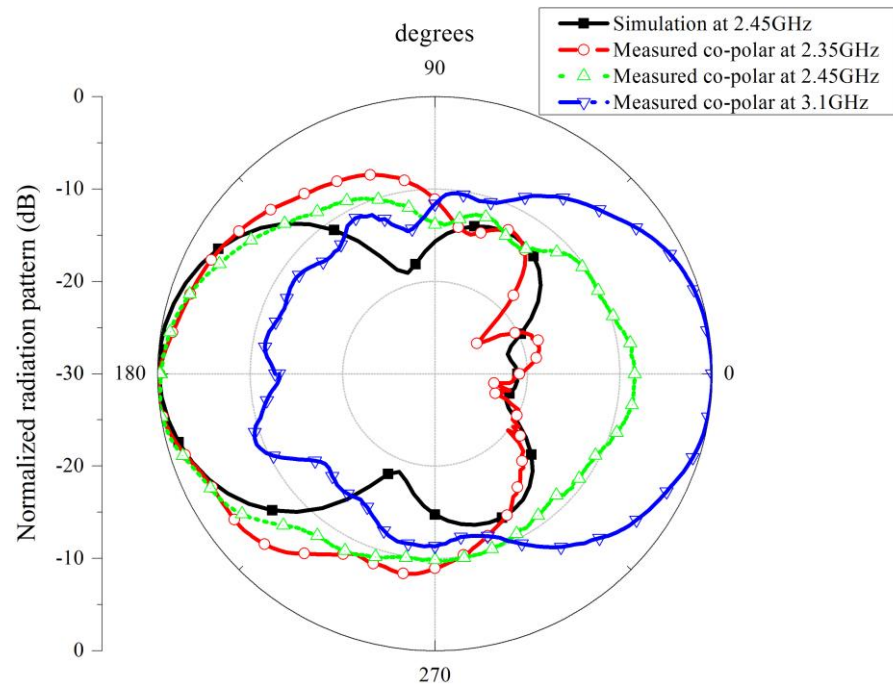 degrees
Simulation at 2.45GHz
Measured co-polar at 2.35GHz
Measured co-polar at 2.45GHz
Measured co-polar at 3.1GHz
90
0
-10
-20
-30
-20
-10
0
Normalized radiation pattern (dB)
180
0
270